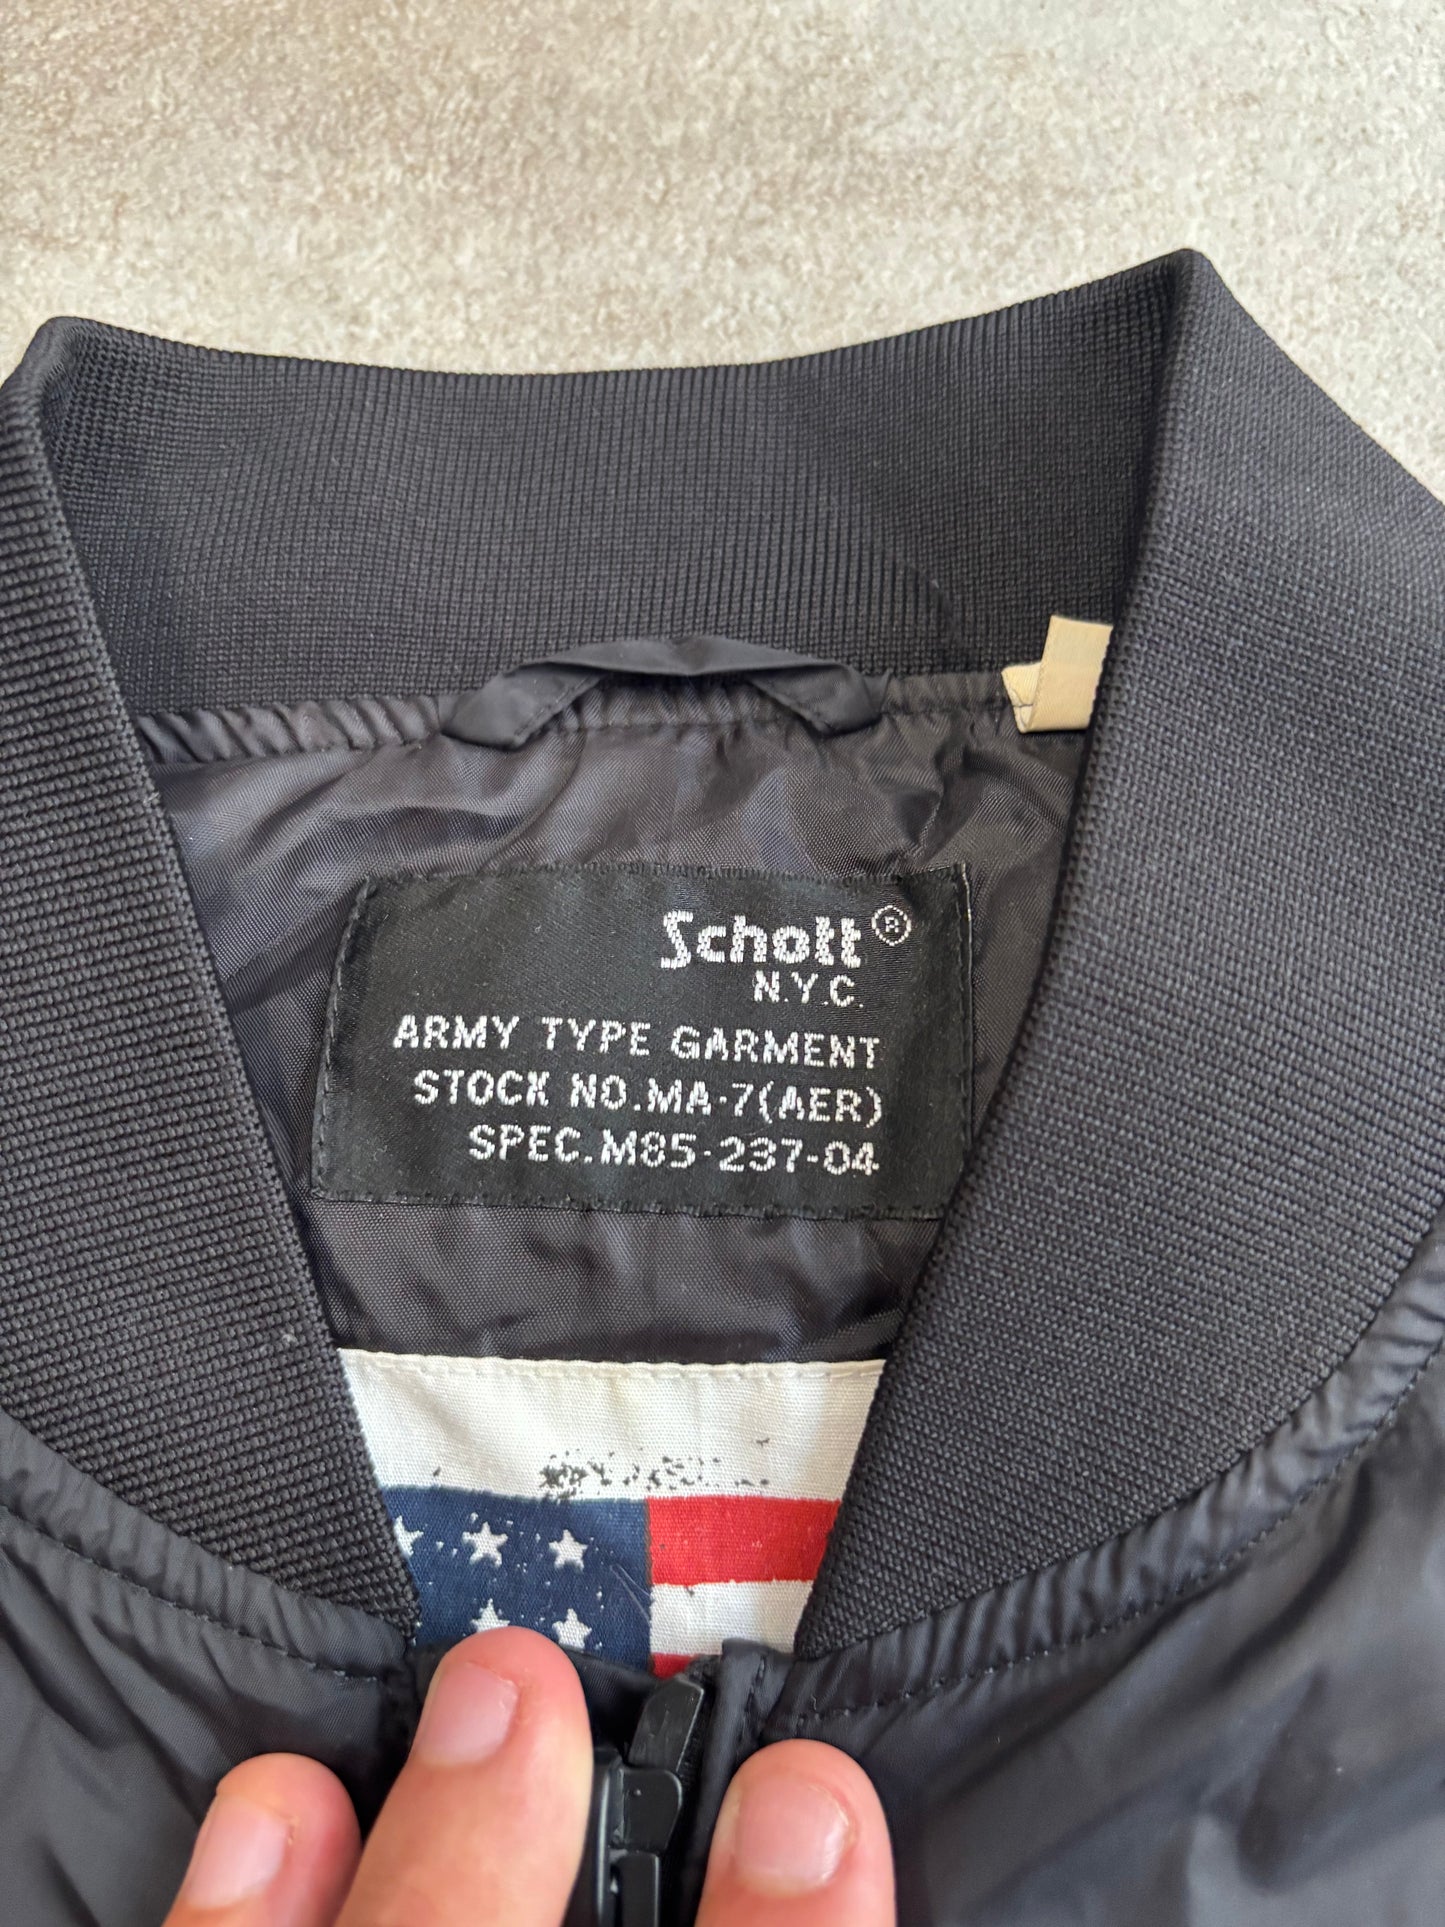 Schott®
N.Y.C.
ARMY TYPE GARMENT
STOCK NO.MA-7(AER)
SPEC.M85-237-04